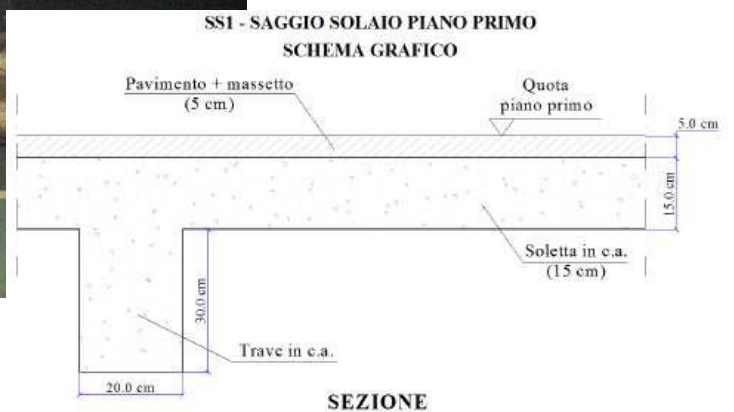 SS1 - SAGGIO SOLAIO PIANO PRIMO
SCHEMA GRAFICO
Pavimento + massetto
(5 cm)
Quota
piano primo
5.0 cm
15.0 cm
Soletta in c.a.
(15 cm)
30.0 cm
Trave in c.a.
20.0 cm
SEZIONE